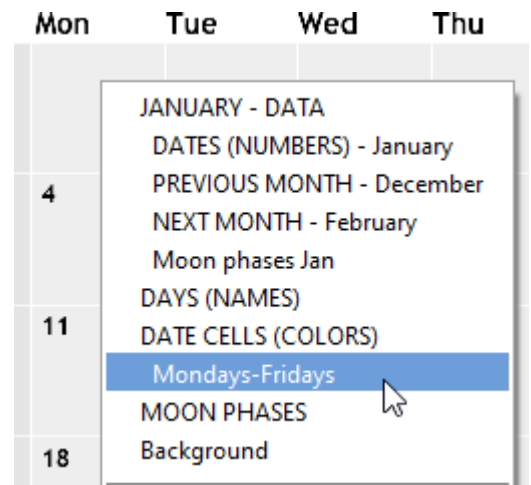 Mon Tue Wed Thu
JANUARY - DATA
DATES (NUMBERS) - January
PREVIOUS MONTH - December
4
NEXT MONTH - February
Moon phases Jan
DAYS (NAMES)
11
DATE CELLS (COLORS)
Mondays-Fridays
MOON PHASES
Background
18